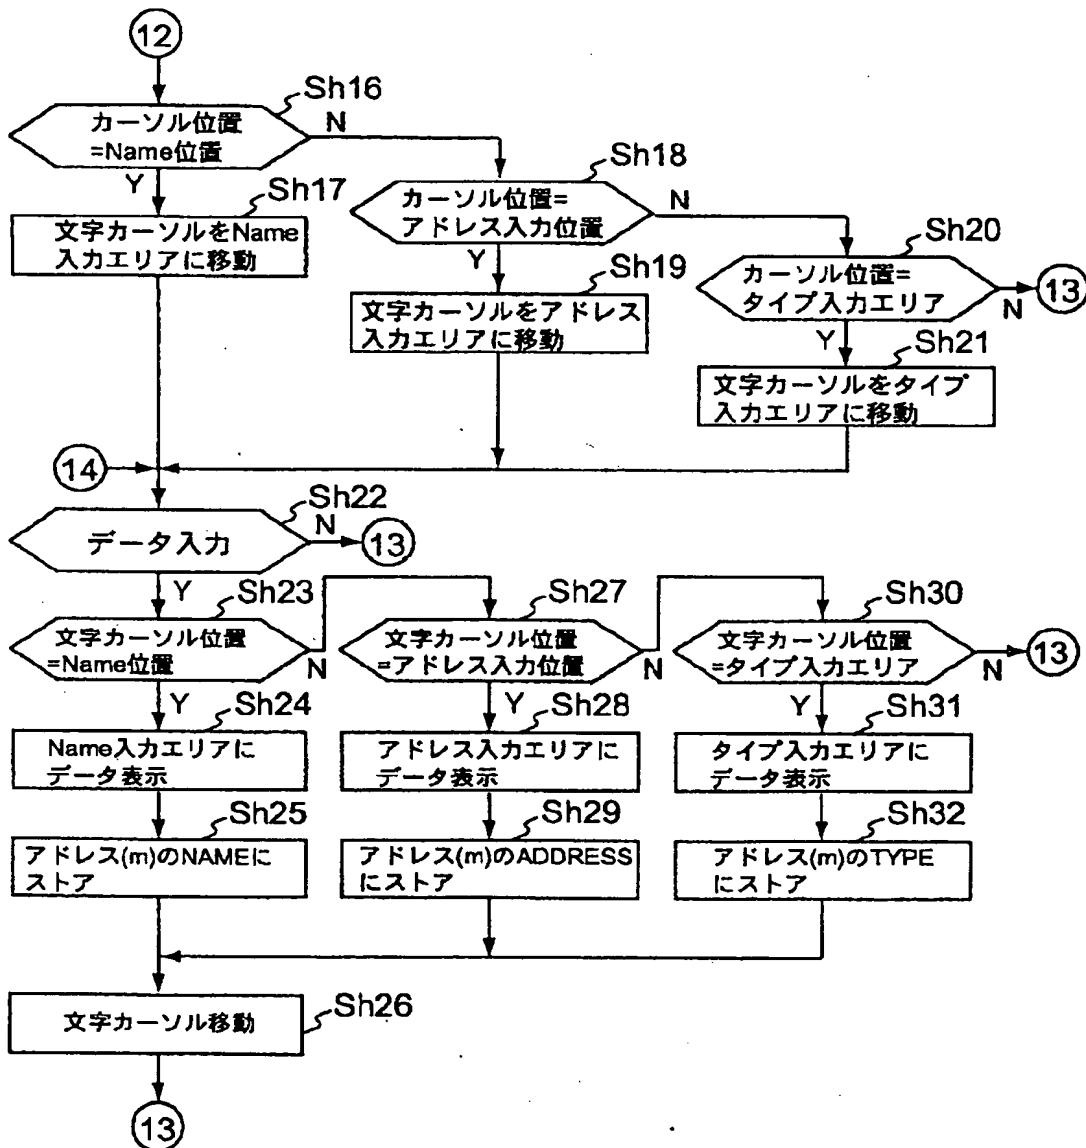 12
Sh16
カーソル位置
=Name位置
N
Y
Sh17
文字カーソルをName
入力エリアに移動
Sh18
カーソル位置=
アドレス入力位置
N
Y
Sh19
文字カーソルをアドレス
入力エリアに移動
Sh20
カーソル位置=
タイプ入力エリア
N
13
Y
Sh21
文字カーソルをタイプ
入力エリアに移動
14
Sh22
データ入力
N
13
Y
Sh23
文字カーソル位置
=Name位置
N
Y
Sh24
Name入力エリアに
データ表示
Sh25
アドレス(m)のNAMEに
ストア
Sh27
文字カーソル位置
=アドレス入力位置
N
Y
Sh28
アドレス入力エリアに
データ表示
Sh29
アドレス(m)のADDRESS
にストア
Sh30
文字カーソル位置
=タイプ入力エリア
N
13
Y
Sh31
タイプ入力エリアに
データ表示
Sh32
アドレス(m)のTYPE
にストア
Sh26
文字カーソル移動
13